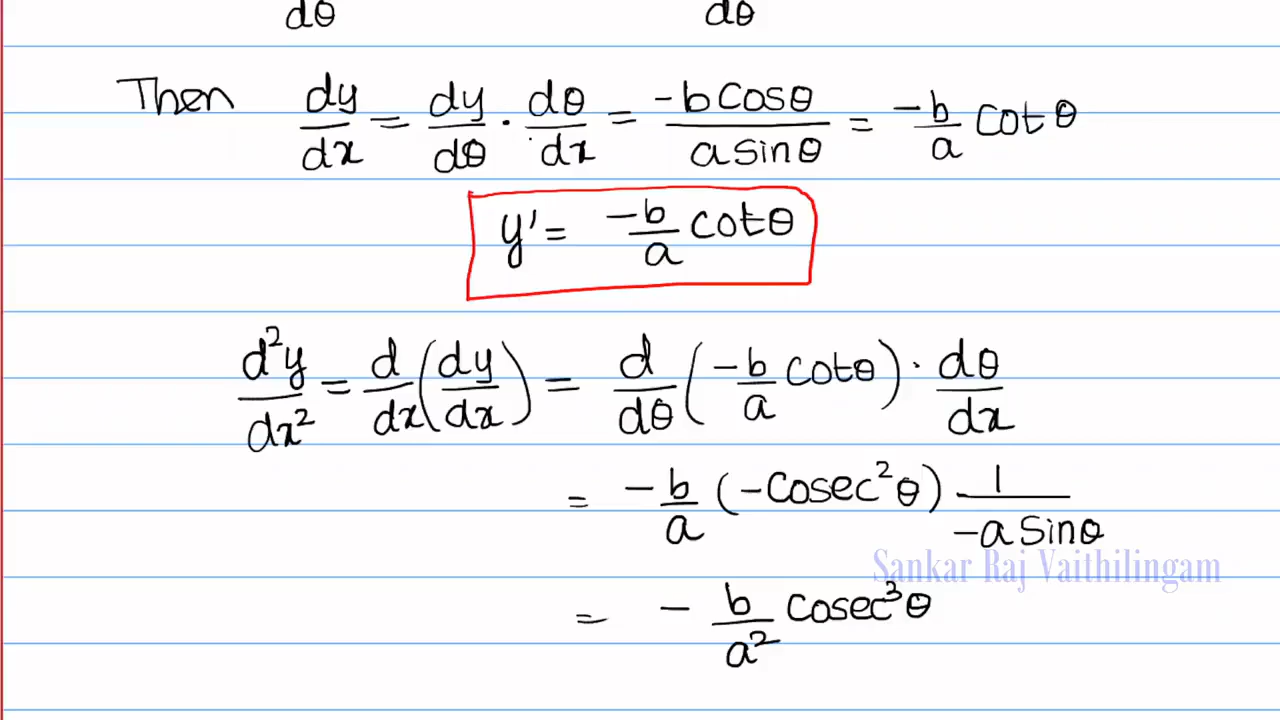 dθ dθ
Then dy/dx = dy/dθ · dθ/dx = -b Cosθ / a sinθ = -b/a cot θ
y' = -b/a cotθ
d²y/dx² = d/dx (dy/dx) = d/dθ (-b/a cotθ) · dθ/dx
= -b/a (-Cosec²θ) 1/-a Sinθ
Sankar Raj Vaithilingam
= - b/a² Cosec³θ